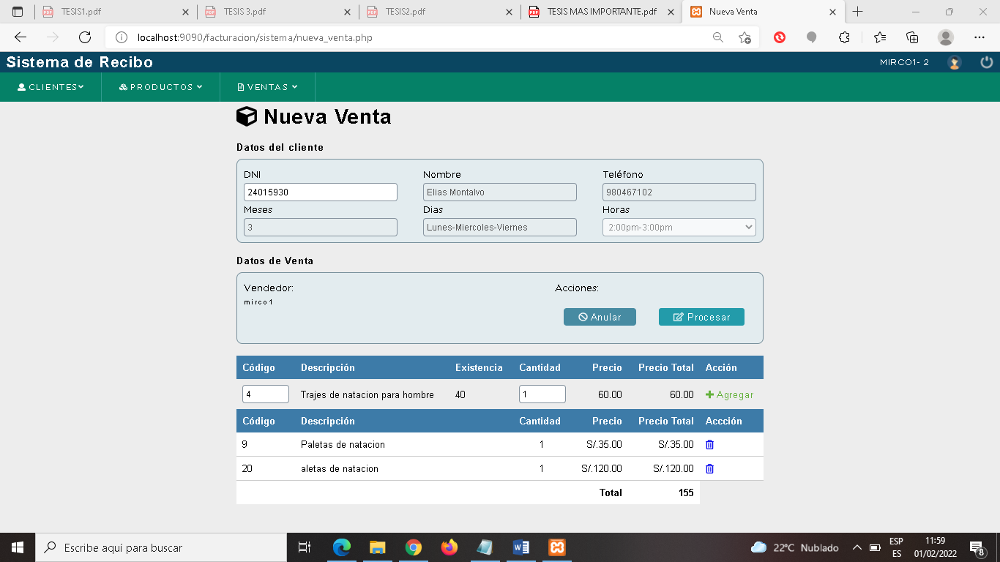 TESIS1.pdf TESIS 3.pdf TESIS2.pdf TESIS MAS IMPORTANTE.pdf Nueva Venta
localhost:9090/facturacion/sistema/nueva_venta.php
Sistema de Recibo MIRCO1- 2
CLIENTES PRODUCTOS VENTAS
Nueva Venta
Datos del cliente
DNI Nombre Teléfono
24015930 Elias Montalvo 980467102
Meses Dias Horas
3 Lunes-Miercoles-Viernes 2:00pm-3:00pm
Datos de Venta
Vendedor: Acciones:
mirco1
Anular Procesar
Código Descripción Existencia Cantidad Precio Precio Total Acción
4 Trajes de natacion para hombre 40 1 60.00 60.00 Agregar
Código Descripción Cantidad Precio Precio Total Accción
9 Paletas de natacion 1 S/.35.00 S/.35.00
20 aletas de natacion 1 S/.120.00 S/.120.00
Total 155
Escribe aquí para buscar 22°C Nublado ESP ES 11:59 01/02/2022 8